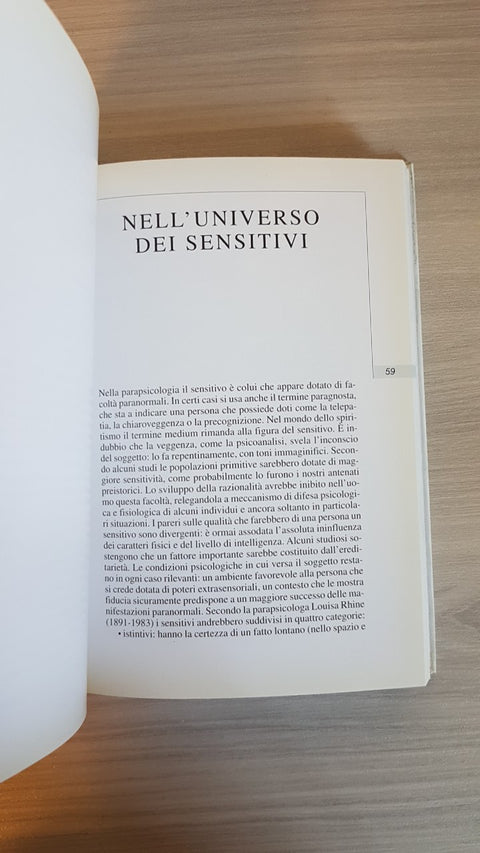 NELL'UNIVERSO
DEI SENSITIVI
59
Nella parapsicologia il sensitivo è colui che appare dotato di fa-
coltà paranormali. In certi casi si usa anche il termine paragnosta,
che sta a indicare una persona che possiede doti come la telepa-
tia, la chiaroveggenza o la precognizione. Nel mondo dello spiri-
tismo il termine medium rimanda alla figura del sensitivo. È in-
dubbio che la veggenza, come la psicoanalisi, svela l'inconscio
del soggetto: lo fa repentinamente, con toni immaginifici. Secon-
do alcuni studi le popolazioni primitive sarebbero dotate di mag-
giore sensitività, come probabilmente lo furono i nostri antenati
preistorici. Lo sviluppo della razionalità avrebbe inibito nell'uo-
mo questa facoltà, relegandola a meccanismo di difesa psicologi-
ca e fisiologica di alcuni individui e ancora soltanto in particola-
ri situazioni. I pareri sulle qualità che farebbero di una persona un
sensitivo sono divergenti: è ormai assodata l'assoluta ininfluenza
dei caratteri fisici e del livello di intelligenza. Alcuni studiosi so-
stengono che un fattore importante sarebbe costituito dall'eredi-
tarietà. Le condizioni psicologiche in cui versa il soggetto resta-
no in ogni caso rilevanti: un ambiente favorevole alla persona che
si crede dotata di poteri extrasensoriali, un contesto che le mostra
fiducia sicuramente predispone a un maggiore successo delle ma-
nifestazioni paranormali. Secondo la parapsicologa Louisa Rhine
(1891-1983) i sensitivi andrebbero suddivisi in quattro categorie:
• istintivi: hanno la certezza di un fatto lontano (nello spazio e